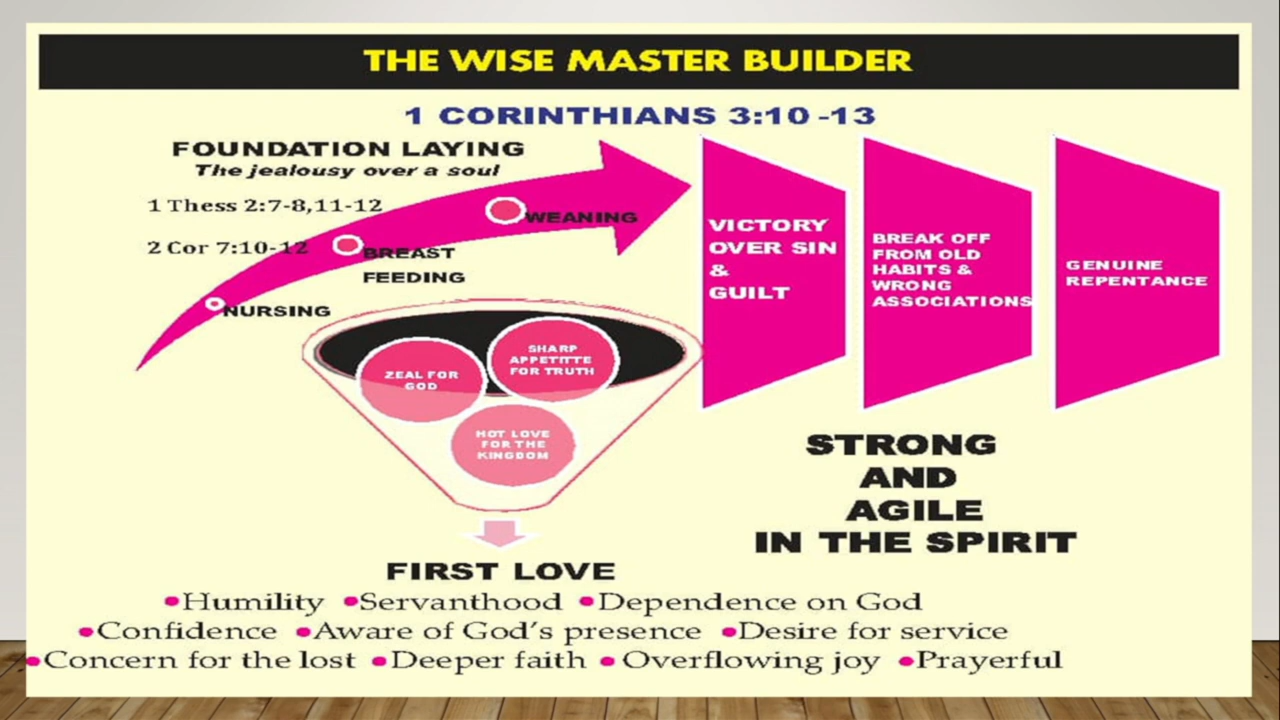 THE WISE MASTER BUILDER
1 CORINTHIANS 3:10 -13
FOUNDATION LAYING
The jealousy over a soul
1 Thess 2:7-8,11-12
2 Cor 7:10-12
WEANING
BREAST
FEEDING
NURSING
VICTORY
OVER SIN
&
GUILT
BREAK OFF
FROM OLD
HABITS &
WRONG
ASSOCIATIONS
GENUINE
REPENTANCE
ZEAL FOR
GOD
SHARP
APPETITTE
FOR TRUTH
HOT LOVE
FOR THE
KINGDOM
STRONG
AND
AGILE
IN THE SPIRIT
FIRST LOVE
•Humility •Servanthood •Dependence on God
•Confidence •Aware of God's presence •Desire for service
•Concern for the lost •Deeper faith • Overflowing joy •Prayerful